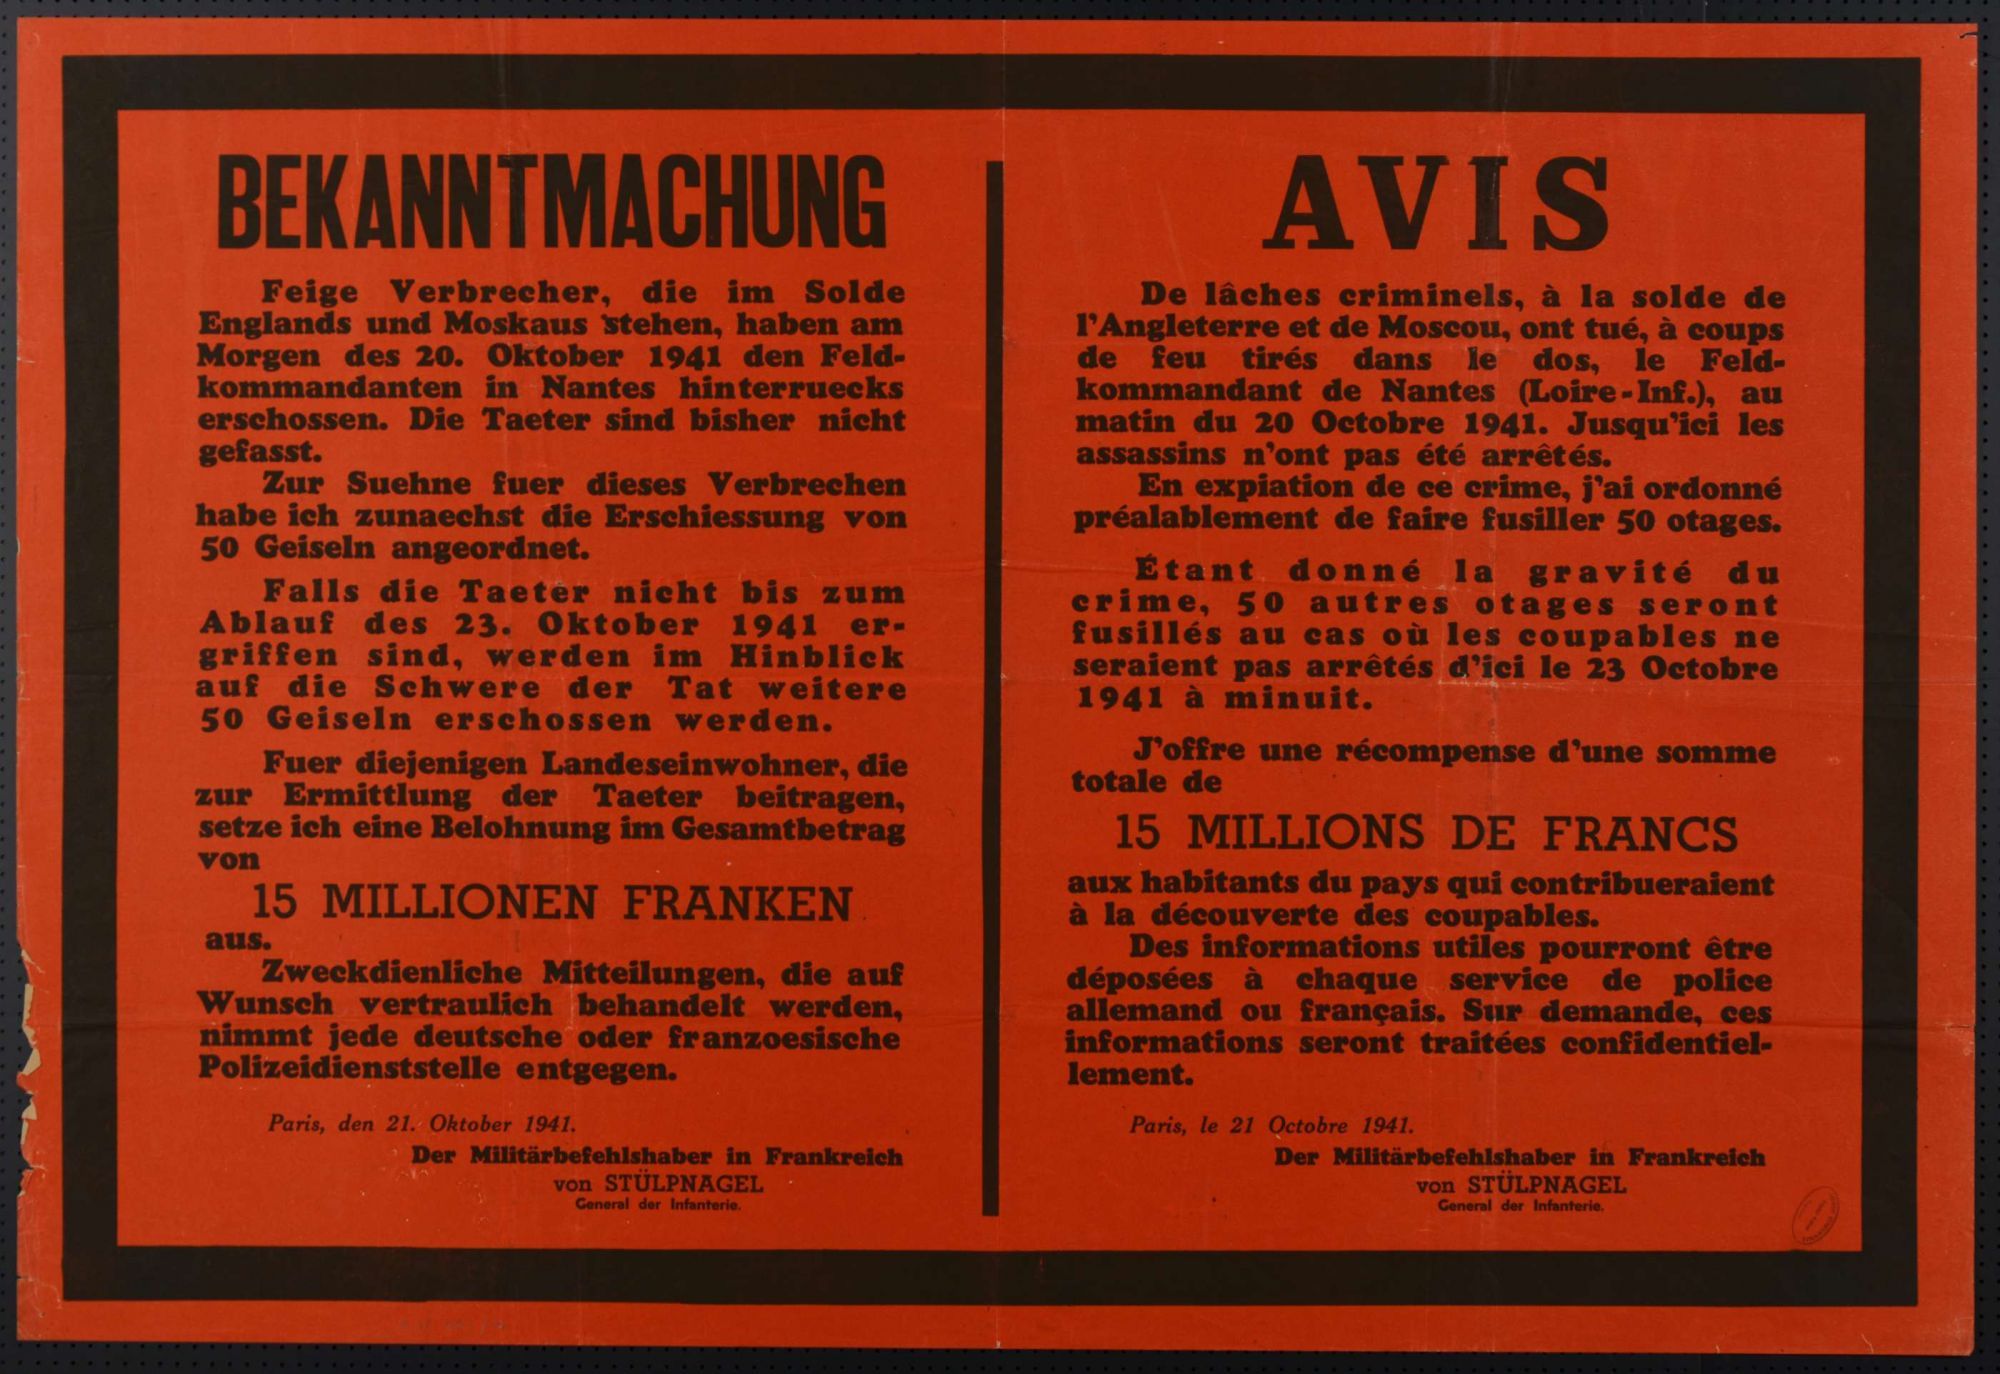 BEKANNTMACHUNG
Feige Verbrecher, die im Solde
Englands und Moskaus stehen, haben am
Morgen des 20. Oktober 1941 den Feld-
kommandanten in Nantes hinterruecks
erschossen. Die Taeter sind bisher nicht
gefasst.
Zur Suehne fuer dieses Verbrechen
habe ich zunaechst die Erschiessung von
50 Geiseln angeordnet.
Falls die Taeter nicht bis zum
Ablauf des 23. Oktober 1941 er-
griffen sind, werden im Hinblick
auf die Schwere der Tat weitere
50 Geiseln erschossen werden.
Fuer diejenigen Landeseinwohner, die
zur Ermittlung der Taeter beitragen,
setze ich eine Belohnung im Gesamtbetrag
von
15 MILLIONEN FRANKEN
aus.
Zweckdienliche Mitteilungen, die auf
Wunsch vertraulich behandelt werden,
nimmt jede deutsche oder franzoesische
Polizeidienststelle entgegen.
Paris, den 21. Oktober 1941.
Der Militärbefehlshaber in Frankreich
von STÜLPNAGEL
General der Infanterie.
AVIS
De lâches criminels, à la solde de
l'Angleterre et de Moscou, ont tué, à coups
de feu tirés dans le dos, le Feld-
kommandant de Nantes (Loire-Inf.), au
matin du 20 Octobre 1941. Jusqu'ici les
assassins n'ont pas été arrêtés.
En expiation de ce crime, j'ai ordonné
préalablement de faire fusiller 50 otages.
Étant donné la gravité du
crime, 50 autres otages seront
fusillés au cas où les coupables ne
seraient pas arrêtés d'ici le 23 Octobre
1941 à minuit.
J'offre une récompense d'une somme
totale de
15 MILLIONS DE FRANCS
aux habitants du pays qui contribueraient
à la découverte des coupables.
Des informations utiles pourront être
déposées à chaque service de police
allemand ou français. Sur demande, ces
informations seront traitées confidentiel-
lement.
Paris, le 21 Octobre 1941.
Der Militärbefehlshaber in Frankreich
von STÜLPNAGEL
General der Infanterie.